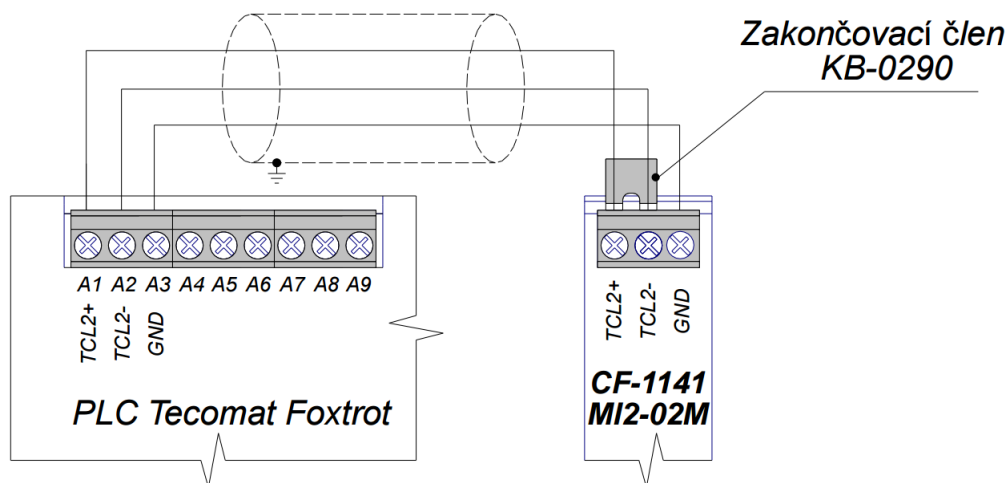 Zakončovací člen
KB-0290
A1 A2 A3 A4 A5 A6 A7 A8 A9
TCL2+
TCL2-
GND
PLC Tecomat Foxtrot
TCL2+
TCL2-
GND
CF-1141
MI2-02M